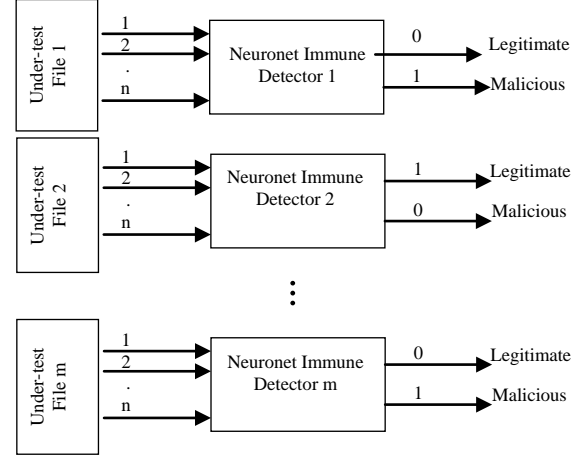 Under-test
File 1
1
2
.
n
Neuronet Immune
Detector 1
0
Legitimate
1
Malicious
Under-test
File 2
1
2
.
n
Neuronet Immune
Detector 2
1
Legitimate
0
Malicious
...
Under-test
File m
1
2
.
n
Neuronet Immune
Detector m
0
Legitimate
1
Malicious